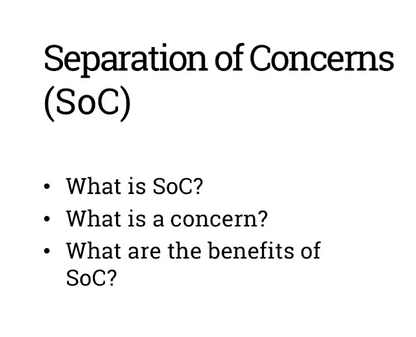 Separation of Concerns
(SoC)
• What is SoC?
• What is a concern?
• What are the benefits of
SoC?